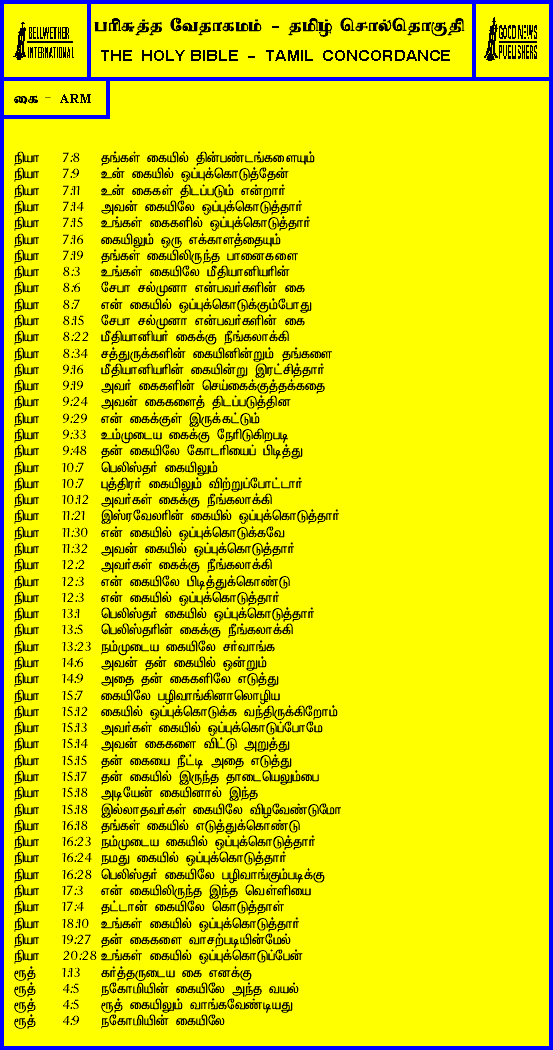 BELLWETHER
INTERNATIONAL
பரிசுத்த வேதாகமம் - தமிழ் சொல்தொகுதி
THE HOLY BIBLE - TAMIL CONCORDANCE
GOOD NEWS
PUBLISHERS
கை - ARM
நியா 7:8 தங்கள் கையில் தின்பண்டங்களையும்
நியா 7:9 உன் கையில் ஒப்புக்கொடுத்தேன்
நியா 7:11 உன் கைகள் திடப்படும் என்றார்
நியா 7:14 அவன் கையிலே ஒப்புக்கொடுத்தார்
நியா 7:15 உங்கள் கைகளில் ஒப்புக்கொடுத்தார்
நியா 7:16 கையிலும் ஒரு எக்காளத்தையும்
நியா 7:19 தங்கள் கையிலிருந்த பானைகளை
நியா 8:3 உங்கள் கையிலே மீதியானியரின்
நியா 8:6 சேபா சல்முனா என்பவர்களின் கை
நியா 8:7 என் கையில் ஒப்புக்கொடுக்கும்போது
நியா 8:15 சேபா சல்முனா என்பவர்களின் கை
நியா 8:22 மீதியானியர் கைக்கு நீங்கலாக்கி
நியா 8:34 சத்துருக்களின் கையினின்றும் தங்களை
நியா 9:16 மீதியானியரின் கையின்று இரட்சித்தார்
நியா 9:19 அவர் கைகளின் செய்கைக்குத்தக்கதை
நியா 9:24 அவன் கைகளைத் திடப்படுத்தின
நியா 9:29 என் கைக்குள் இருக்கட்டும்
நியா 9:33 உம்முடைய கைக்கு நேரிடுகிறபடி
நியா 9:48 தன் கையிலே கோடரியைப் பிடித்து
நியா 10:7 பெலிஸ்தர் கையிலும்
நியா 10:7 புத்திரர் கையிலும் விற்றுப்போட்டார்
நியா 10:12 அவர்கள் கைக்கு நீங்கலாக்கி
நியா 11:21 இஸ்ரவேலரின் கையில் ஒப்புக்கொடுத்தார்
நியா 11:30 என் கையில் ஒப்புக்கொடுக்கவே
நியா 11:32 அவன் கையில் ஒப்புக்கொடுத்தார்
நியா 12:2 அவர்கள் கைக்கு நீங்கலாக்கி
நியா 12:3 என் கையிலே பிடித்துக்கொண்டு
நியா 12:3 என் கையில் ஒப்புக்கொடுத்தார்
நியா 13:1 பெலிஸ்தர் கையில் ஒப்புக்கொடுத்தார்
நியா 13:5 பெலிஸ்தரின் கைக்கு நீங்கலாக்கி
நியா 13:23 நம்முடைய கையிலே சர்வாங்க
நியா 14:6 அவன் தன் கையில் ஒன்றும்
நியா 14:9 அதை தன் கைகளிலே எடுத்து
நியா 15:7 கையிலே பழிவாங்கினாலொழிய
நியா 15:12 கையில் ஒப்புக்கொடுக்க வந்திருக்கிறோம்
நியா 15:13 அவர்கள் கையில் ஒப்புக்கொடுப்போமே
நியா 15:14 அவன் கைகளை விட்டு அறுத்து
நியா 15:15 தன் கையை நீட்டி அதை எடுத்து
நியா 15:17 தன் கையில் இருந்த தாடையெலும்பை
நியா 15:18 அடியேன் கையினால் இந்த
நியா 15:18 இல்லாதவர்கள் கையிலே விழவேண்டுமோ
நியா 16:18 தங்கள் கையில் எடுத்துக்கொண்டு
நியா 16:23 நம்முடைய கையில் ஒப்புக்கொடுத்தார்
நியா 16:24 நமது கையில் ஒப்புக்கொடுத்தார்
நியா 16:28 பெலிஸ்தர் கையிலே பழிவாங்கும்படிக்கு
நியா 17:3 என் கையிலிருந்த இந்த வெள்ளியை
நியா 17:4 தட்டான் கையிலே கொடுத்தாள்
நியா 18:10 உங்கள் கையில் ஒப்புக்கொடுத்தார்
நியா 19:27 தன் கைகளை வாசற்படியின்மேல்
நியா 20:28 உங்கள் கையில் ஒப்புக்கொடுப்பேன்
ரூத் 1:13 கர்த்தருடைய கை எனக்கு
ரூத் 4:5 நகோமியின் கையிலே அந்த வயல்
ரூத் 4:5 ரூத் கையிலும் வாங்கவேண்டியது
ரூத் 4:9 நகோமியின் கையிலே